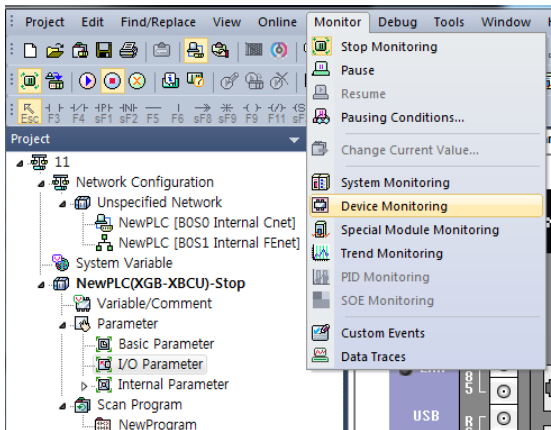 Project Edit Find/Replace View Online Monitor Debug Tools Window
Stop Monitoring
Pause
Resume
Pausing Conditions...
Change Current Value...
System Monitoring
Device Monitoring
Special Module Monitoring
Trend Monitoring
PID Monitoring
SOE Monitoring
Custom Events
Data Traces
Esc F3 F4 sF1 sF2 F5 F6 sF8 sF9 F9 F11
Project
11
Network Configuration
Unspecified Network
NewPLC [B0S0 Internal Cnet]
NewPLC [B0S1 Internal FEnet]
System Variable
NewPLC(XGB-XBCU)-Stop
Variable/Comment
Parameter
Basic Parameter
I/O Parameter
Internal Parameter
Scan Program
NewProgram
USB